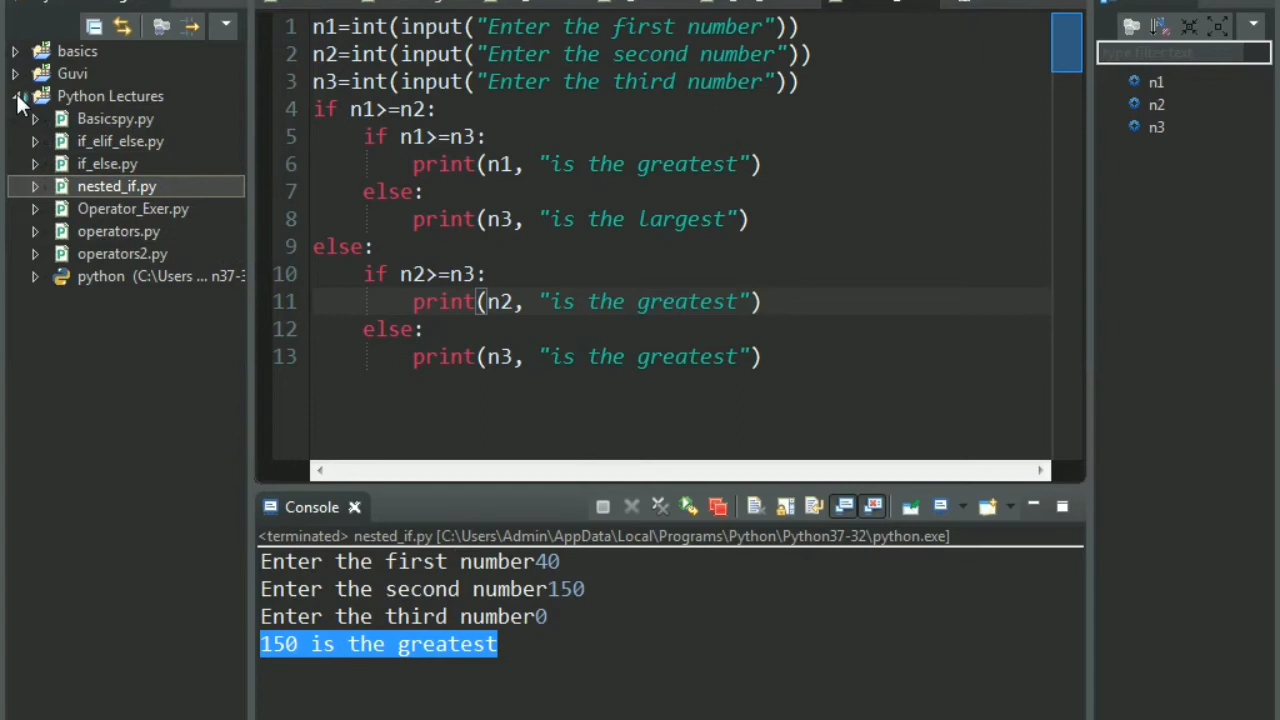 basics
Guvi
Python Lectures
Basicspy.py
if_elif_else.py
if_else.py
nested_if.py
Operator_Exer.py
operators.py
operators2.py
python (C:\Users ... n37-3
1 n1=int(input("Enter the first number"))
2 n2=int(input("Enter the second number"))
3 n3=int(input("Enter the third number"))
4 if n1>=n2:
5 if n1>=n3:
6 print(n1, "is the greatest")
7 else:
8 print(n3, "is the largest")
9 else:
10 if n2>=n3:
11 print(n2, "is the greatest")
12 else:
13 print(n3, "is the greatest")
type filter text
n1
n2
n3
Console
<terminated> nested_if.py [C:\Users\Admin\AppData\Local\Programs\Python\Python37-32\python.exe]
Enter the first number40
Enter the second number150
Enter the third number0
150 is the greatest